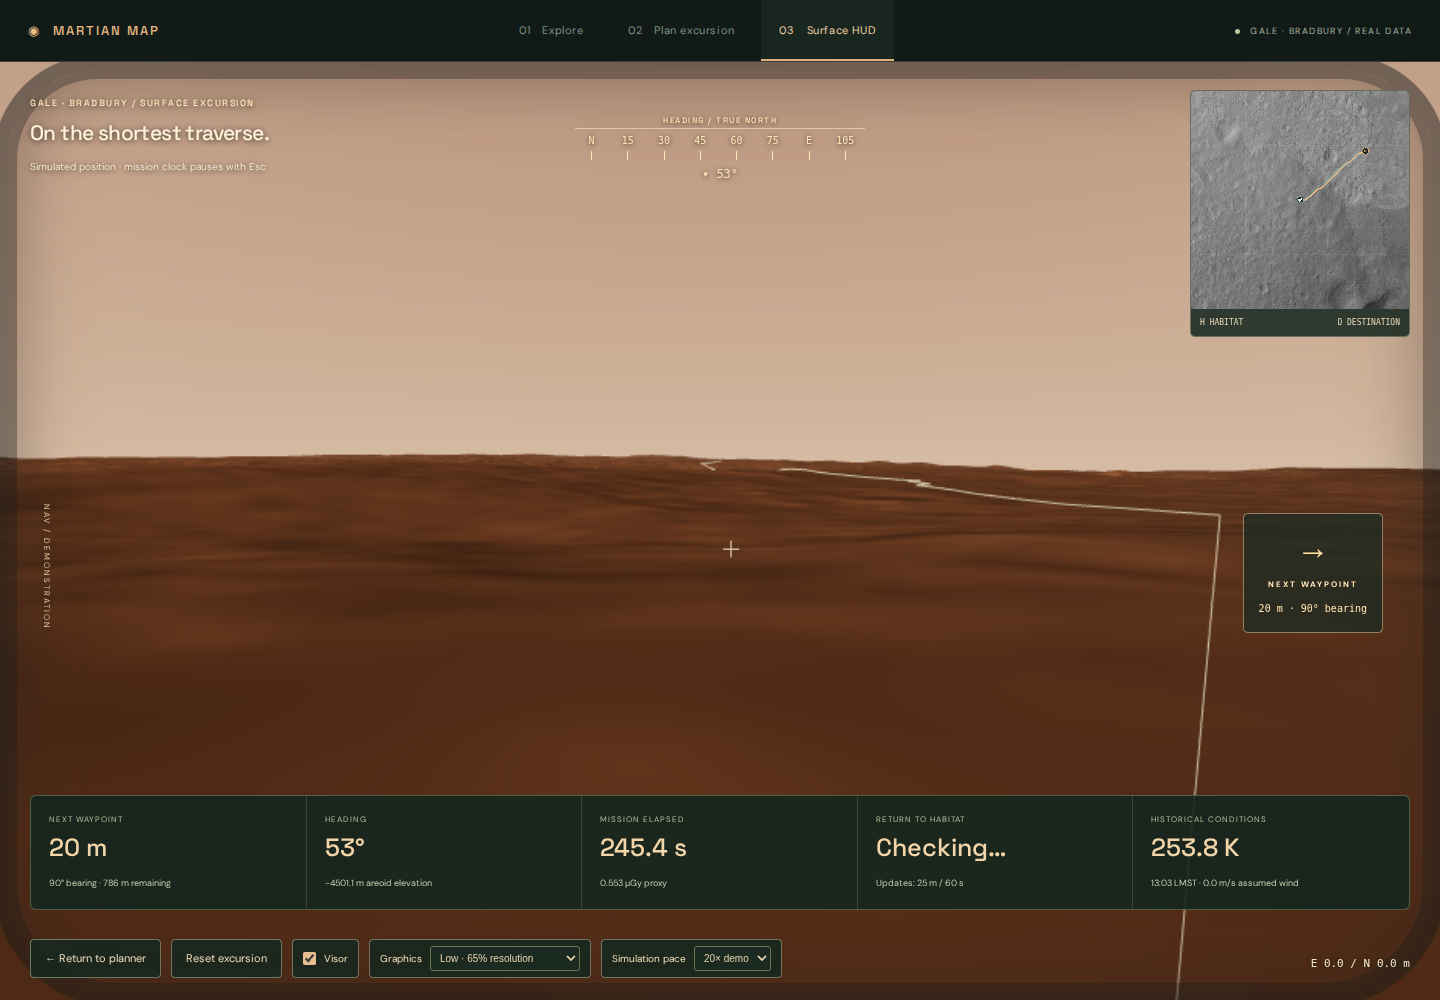 MARTIAN MAP
01 Explore
02 Plan excursion
03 Surface HUD
GALE · BRADBURY / REAL DATA
GALE · BRADBURY / SURFACE EXCURSION
On the shortest traverse.
Simulated position · mission clock pauses with Esc
HEADING / TRUE NORTH
N 15 30 45 60 75 E 105
▾ 53°
H HABITAT
D DESTINATION
NAV / DEMONSTRATION
→
NEXT WAYPOINT
20 m · 90° bearing
NEXT WAYPOINT
20 m
90° bearing · 786 m remaining
HEADING
53°
-4501.1 m areoid elevation
MISSION ELAPSED
245.4 s
0.553 µGy proxy
RETURN TO HABITAT
Checking…
Updates: 25 m / 60 s
HISTORICAL CONDITIONS
253.8 K
13:03 LMST · 0.0 m/s assumed wind
← Return to planner
Reset excursion
Visor
Graphics
Low · 65% resolution
Simulation pace
20× demo
E 0.0 / N 0.0 m